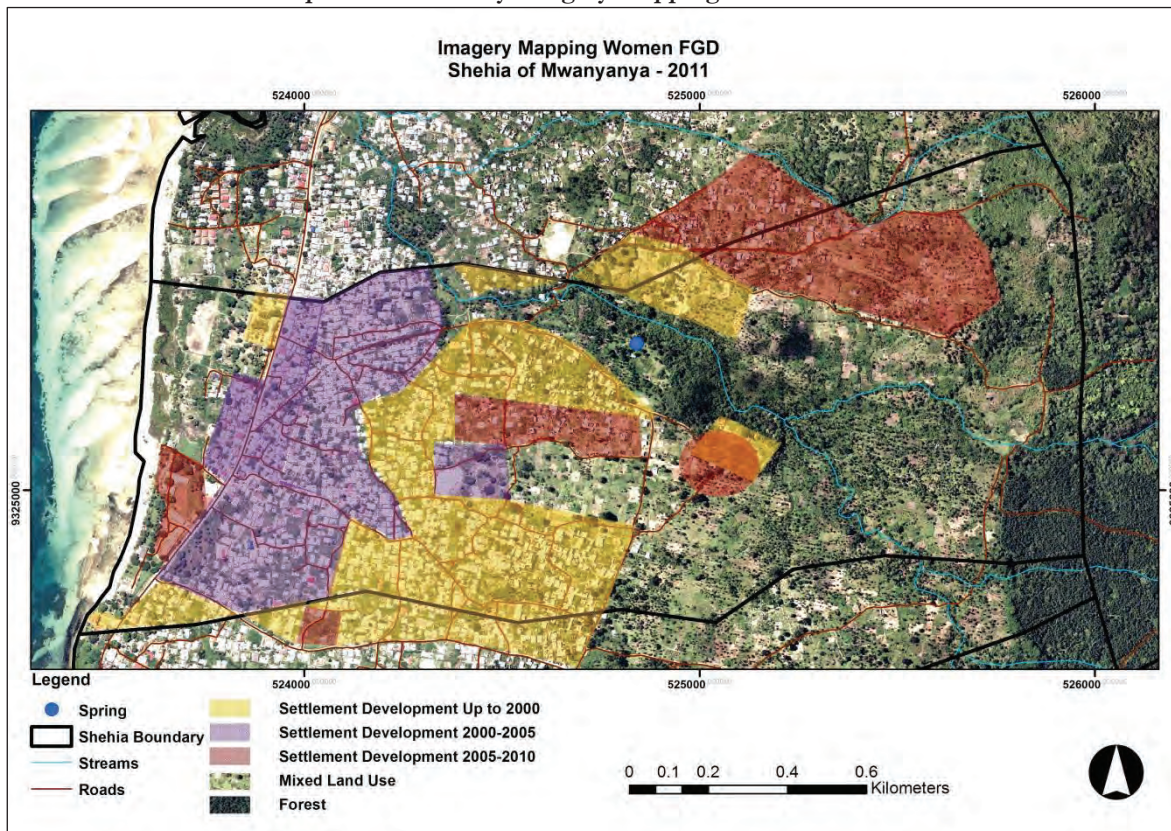 Imagery Mapping Women FGD
Shehia of Mwanyanya - 2011
524000
525000
526000
9325000
524000
525000
526000
Legend
Spring
Shehia Boundary
Streams
Roads
Settlement Development Up to 2000
Settlement Development 2000-2005
Settlement Development 2005-2010
Mixed Land Use
Forest
0 0.1 0.2 0.4 0.6
Kilometers